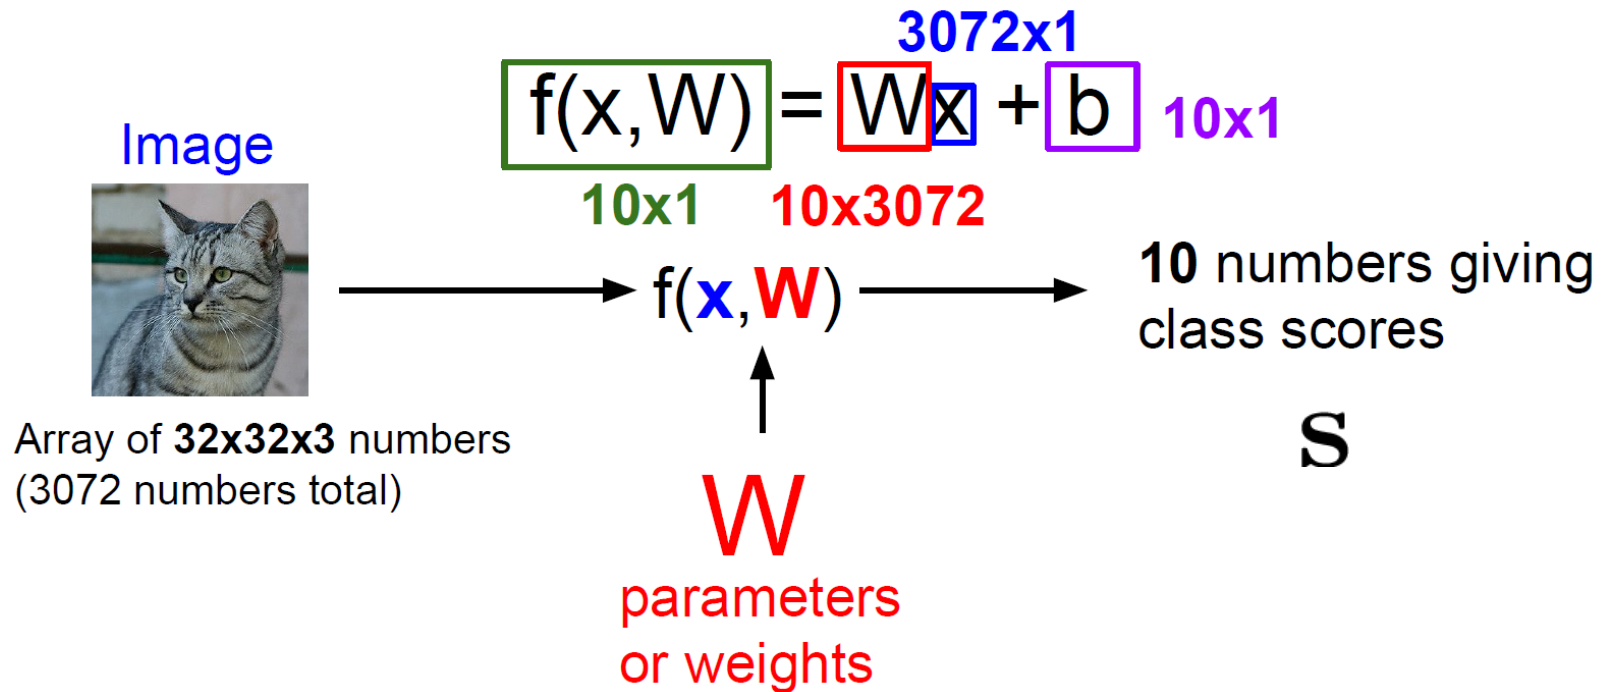 3072x1
f(x,W) = Wx + b 10x1
Image
10x1 10x3072
f(x,W)
10 numbers giving
class scores
Array of 32x32x3 numbers
(3072 numbers total)
S
W
parameters
or weights